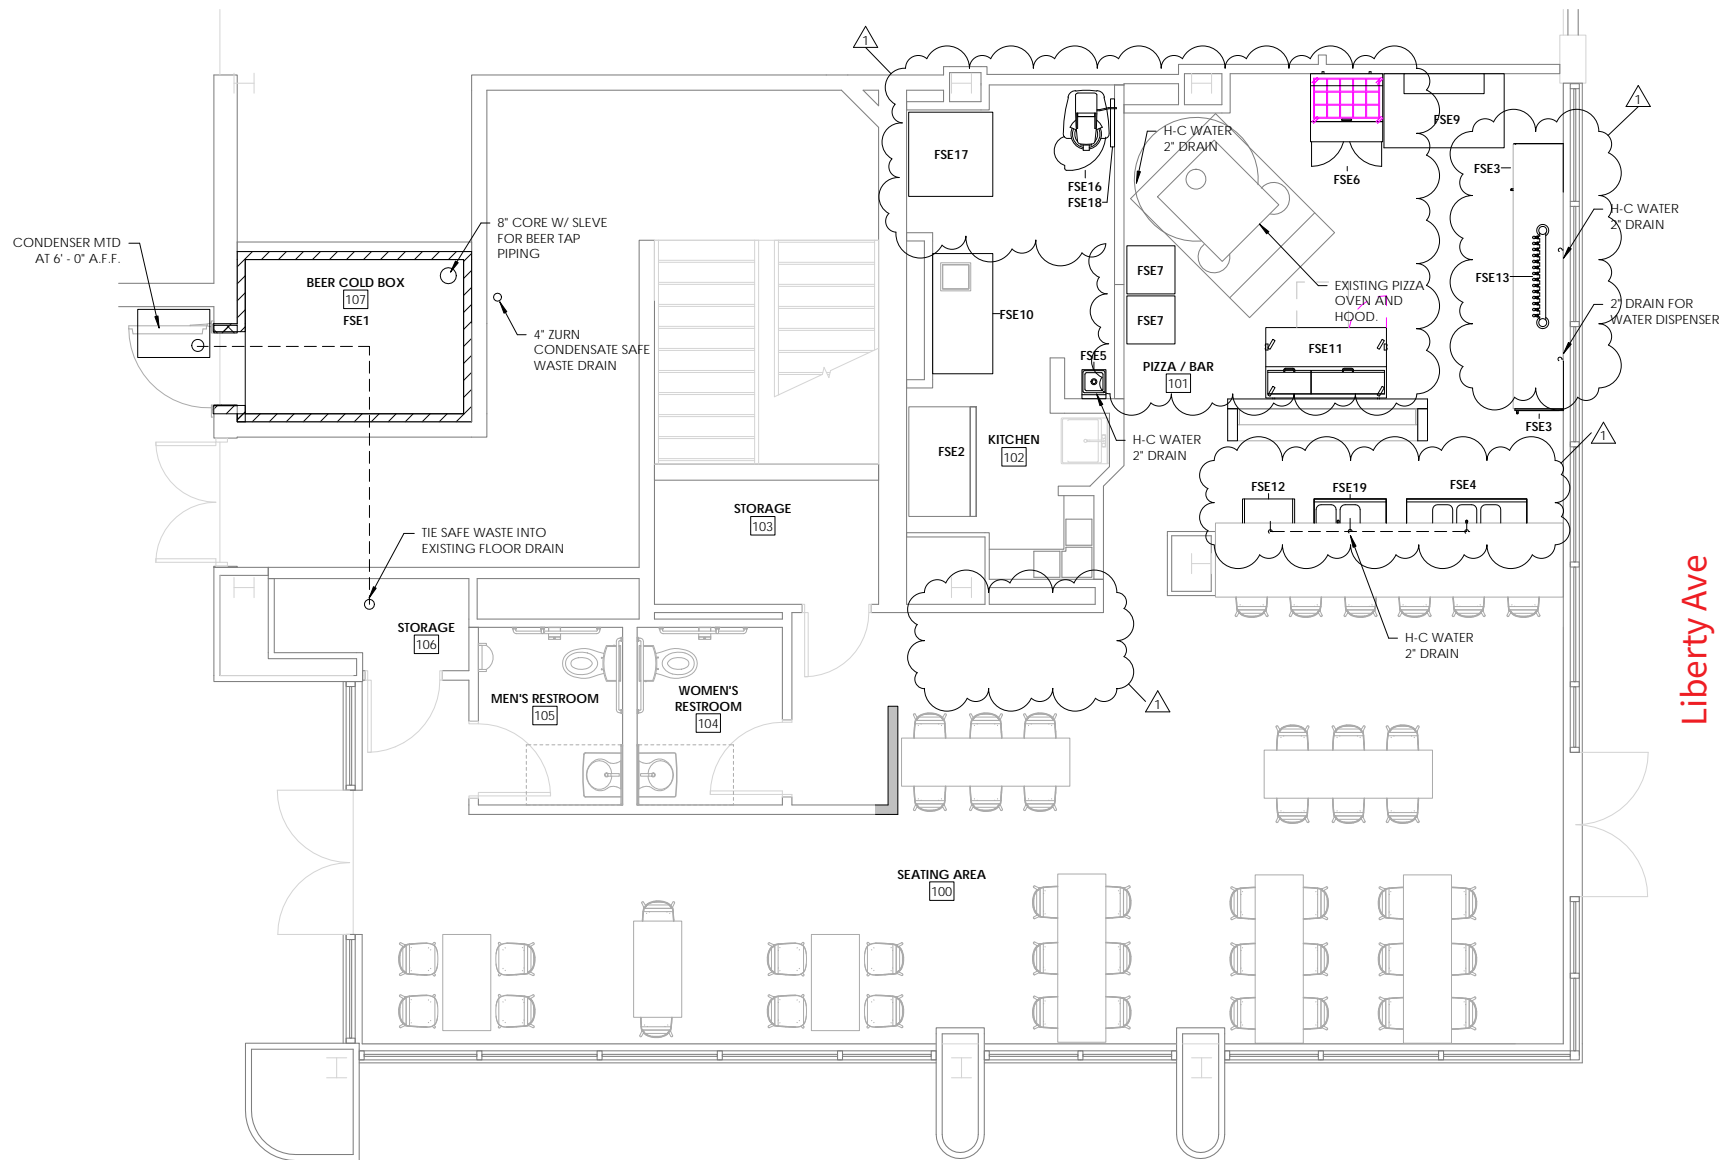 1
1
H-C WATER
2" DRAIN
FSE9
FSE17
FSE16
FSE18
FSE6
FSE3
H-C WATER
2" DRAIN
8" CORE W/ SLEVE
FOR BEER TAP
PIPING
CONDENSER MTD
AT 6' - 0" A.F.F.
BEER COLD BOX
107
FSE1
FSE7
FSE7
FSE13
EXISTING PIZZA
OVEN AND
HOOD.
2" DRAIN FOR
WATER DISPENSER
FSE10
4" ZURN
CONDENSATE SAFE
WASTE DRAIN
FSE5
FSE11
PIZZA / BAR
101
FSE3
1
KITCHEN
102
FSE2
H-C WATER
2" DRAIN
FSE12
FSE19
FSE4
STORAGE
103
TIE SAFE WASTE INTO
EXISTING FLOOR DRAIN
STORAGE
106
H-C WATER
2" DRAIN
Liberty Ave
MEN'S RESTROOM
105
WOMEN'S
RESTROOM
104
1
SEATING AREA
100